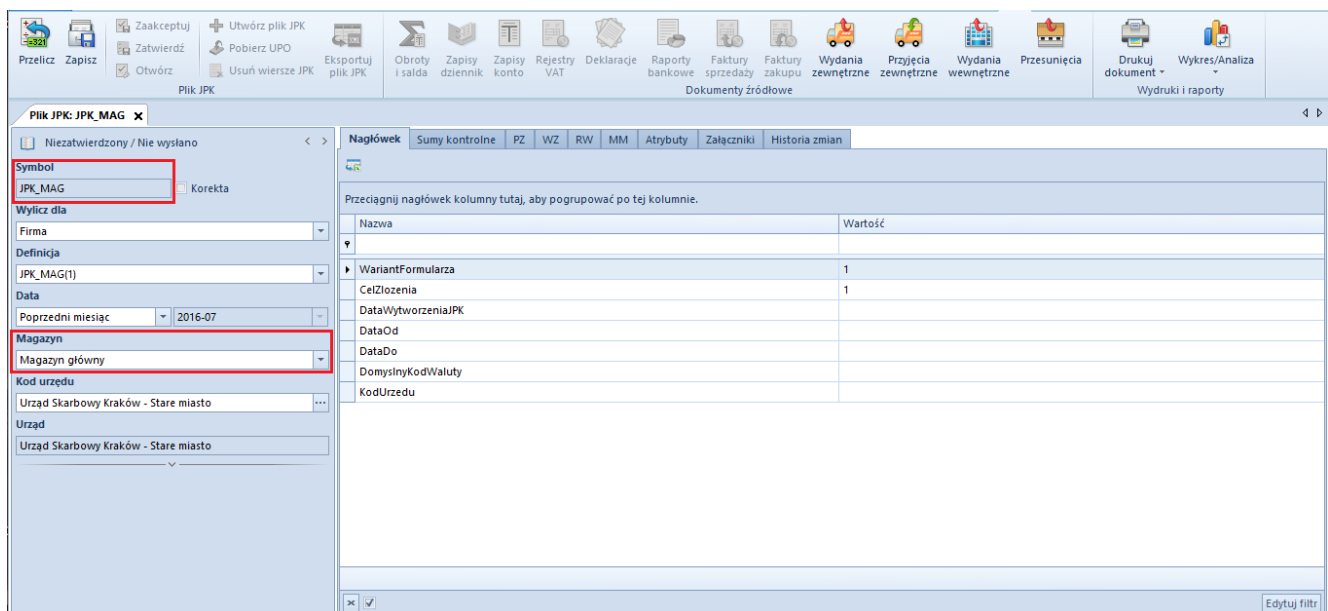 Przelicz Zapisz Zaakceptuj Zatwierdź Otwórz
Utwórz plik JPK Pobierz UPO Usuń wiersze JPK
Eksportuj plik JPK
Plik JPK
Obroty i salda Zapisy dziennik Zapisy konto Rejestry VAT Deklaracje Raporty bankowe Faktury sprzedaży Faktury zakupu Wydania zewnętrzne Przyjęcia zewnętrzne Wydania wewnętrzne Przesunięcia
Dokumenty źródłowe
Drukuj dokument Wykres/Analiza
Wydruki i raporty
Plik JPK: JPK_MAG x
Niezatwierdzony / Nie wysłano < >
Symbol
JPK_MAG Korekta
Wylicz dla
Firma
Definicja
JPK_MAG(1)
Data
Poprzedni miesiąc 2016-07
Magazyn
Magazyn główny
Kod urzędu
Urząd Skarbowy Kraków - Stare miasto ...
Urząd
Urząd Skarbowy Kraków - Stare miasto
Nagłówek Sumy kontrolne PZ WZ RW MM Atrybuty Załączniki Historia zmian
Przeciągnij nagłówek kolumny tutaj, aby pogrupować po tej kolumnie.
Nazwa Wartość
WariantFormularza 1
CelZlozenia 1
DataWytworzeniaJPK
DataOd
DataDo
DomyslnyKodWaluty
KodUrzedu
Edytuj filtr